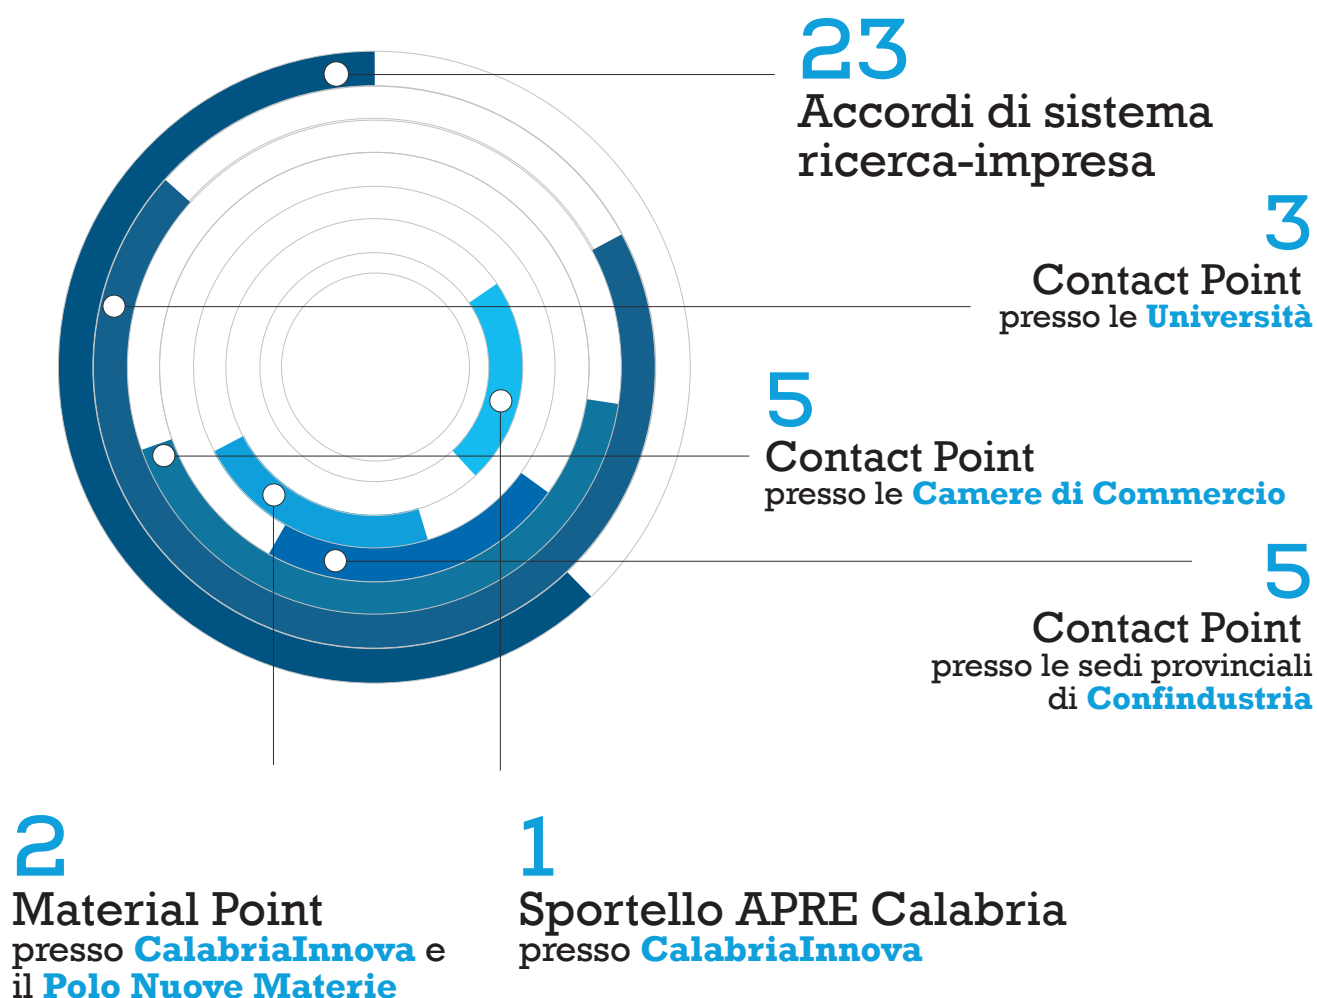 23
Accordi di sistema
ricerca-impresa
3
Contact Point
presso le Università
5
Contact Point
presso le Camere di Commercio
5
Contact Point
presso le sedi provinciali
di Confindustria
2
Material Point
presso CalabriaInnova e
il Polo Nuove Materie
1
Sportello APRE Calabria
presso CalabriaInnova